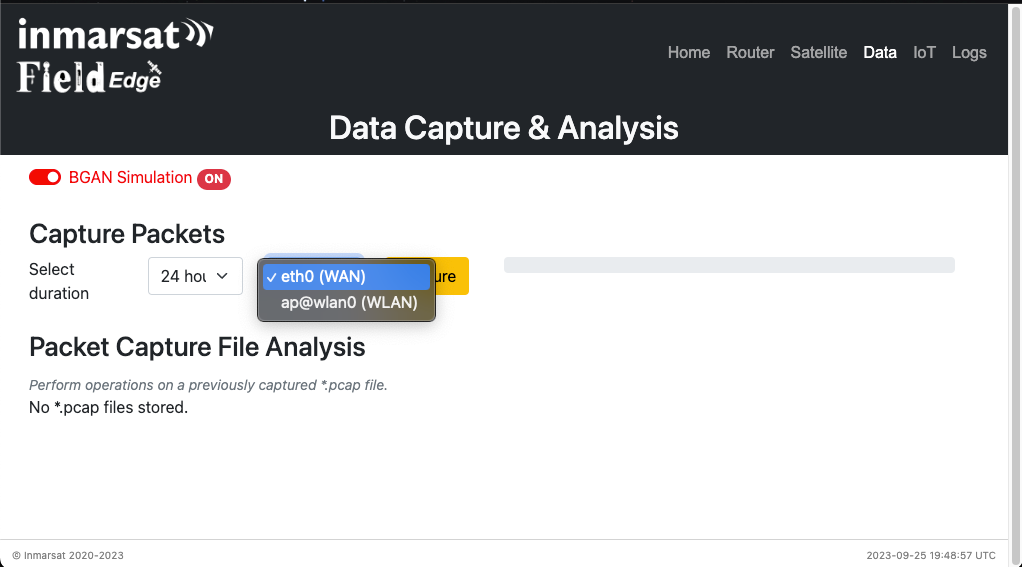 inmarsat
Field Edge
Home Router Satellite Data IoT Logs
Data Capture & Analysis
BGAN Simulation ON
Capture Packets
Select
duration
24 hou
✓ eth0 (WAN)
ap@wlan0 (WLAN)
ure
Packet Capture File Analysis
Perform operations on a previously captured *.pcap file.
No *.pcap files stored.
© Inmarsat 2020-2023
2023-09-25 19:48:57 UTC